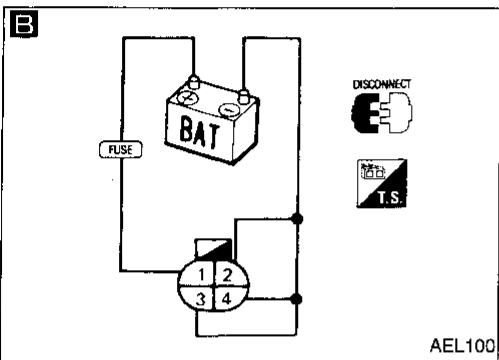 B
DISCONNECT
+ −
BAT
FUSE
T.S.
1 2
3 4
AEL100